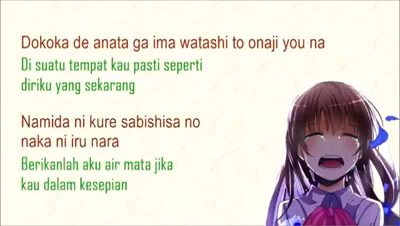 Dokoka de anata ga ima watashi to onaji you na
Di suatu tempat kau pasti seperti
diriku yang sekarang
Namida ni kure sabishisa no
naka ni iru nara
Berikanlah aku air mata jika
kau dalam kesepian